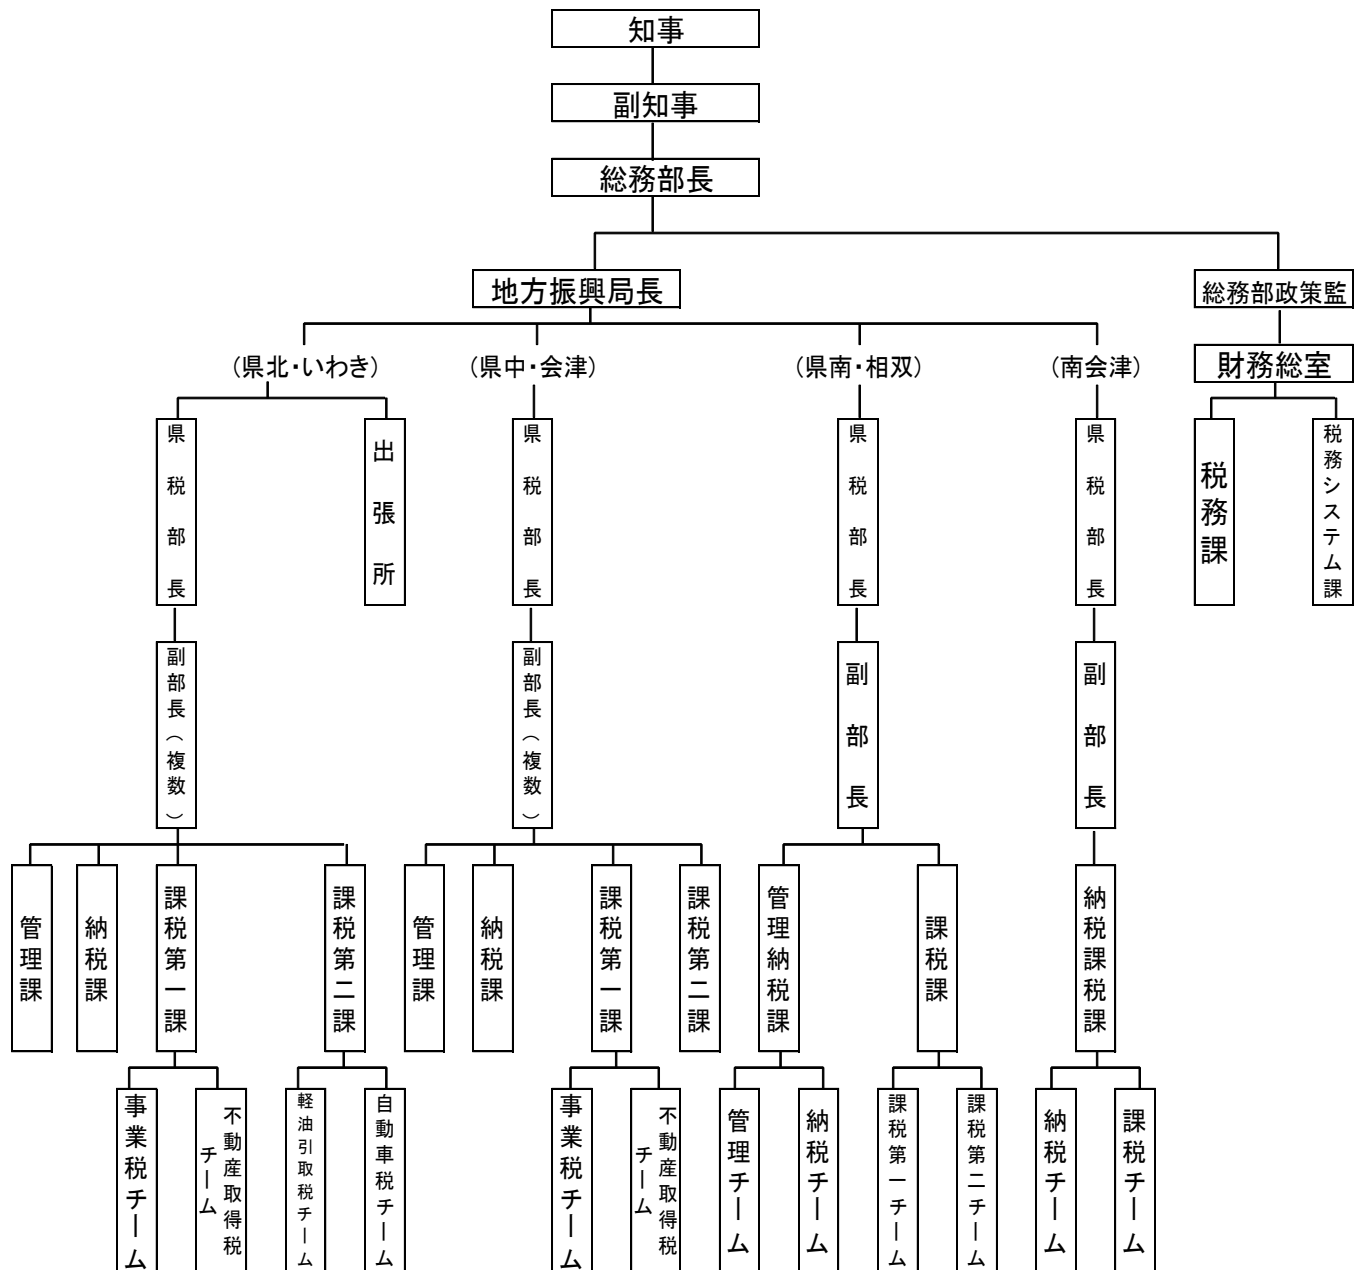 知事
副知事
総務部長
地方振興局長
総務部政策監
(県北・いわき)
(県中・会津)
(県南・相双)
(南会津)
財務総室
県税部長
出張所
県税部長
県税部長
県税部長
税務課
税務システム課
副部長(複数)
副部長(複数)
副部長
副部長
管理課
納税課
課税第一課
課税第二課
管理課
納税課
課税第一課
課税第二課
管理納税課
課税課
納税課税課
事業税チーム
不動産取得税
チーム
軽油引取税チーム
自動車税チーム
事業税チーム
不動産取得税
チーム
管理チーム
納税チーム
課税第一チーム
課税第二チーム
納税チーム
課税チーム